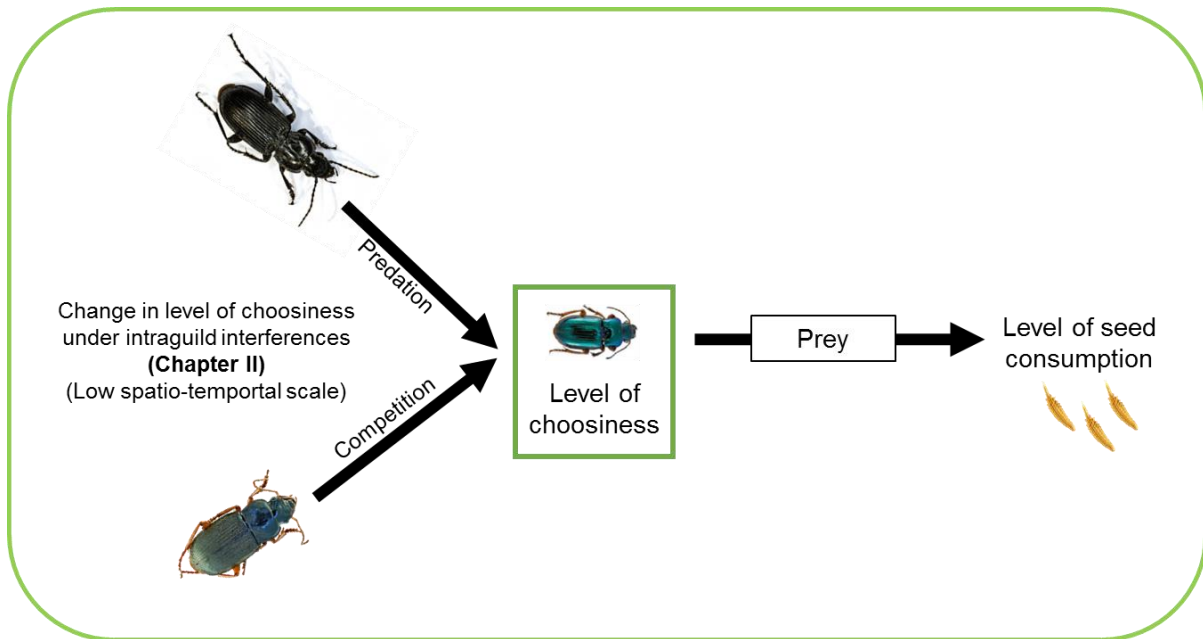 Predation
Change in level of choosiness
under intraguild interferences
(Chapter II)
(Low spatio-temportal scale)
Competition
Level of
choosiness
Prey
Level of seed
consumption